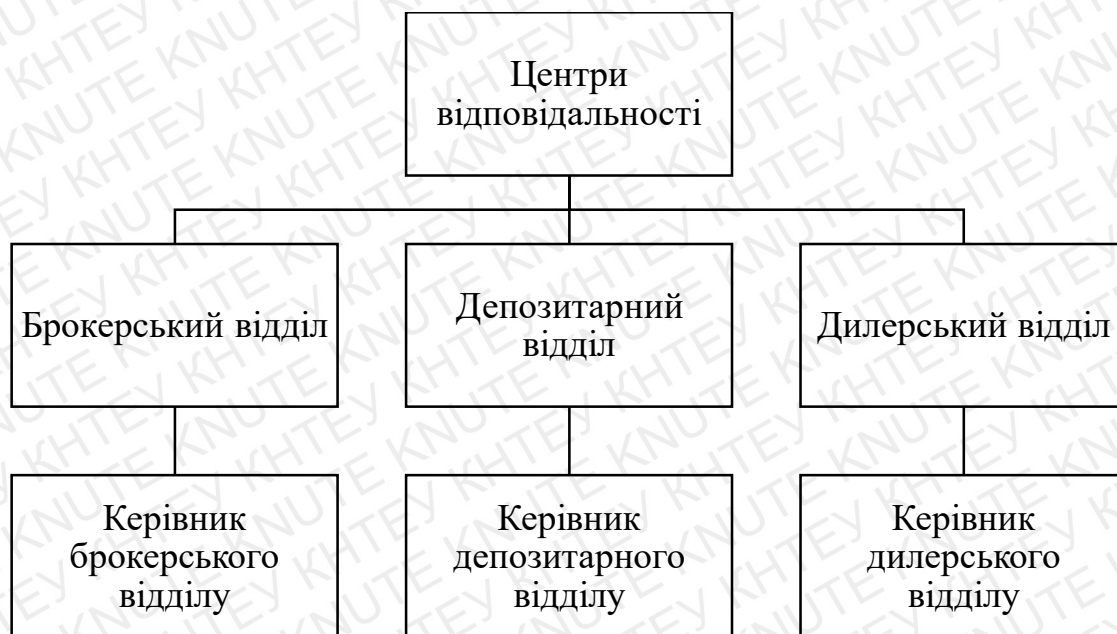 Центри
відповідальності
Брокерський відділ
Депозитарний
відділ
Дилерський відділ
Керівник
брокерського
відділу
Керівник
депозитарного
відділу
Керівник
дилерського
відділу